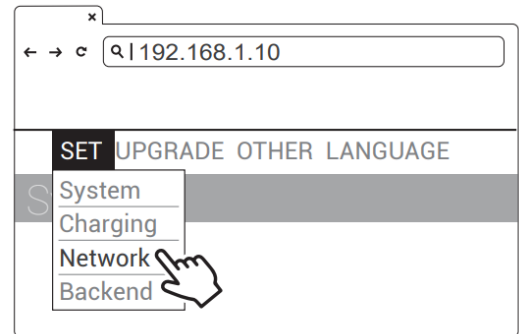 192.168.1.10
SET UPGRADE OTHER LANGUAGE
S
System
Charging
Network
Backend